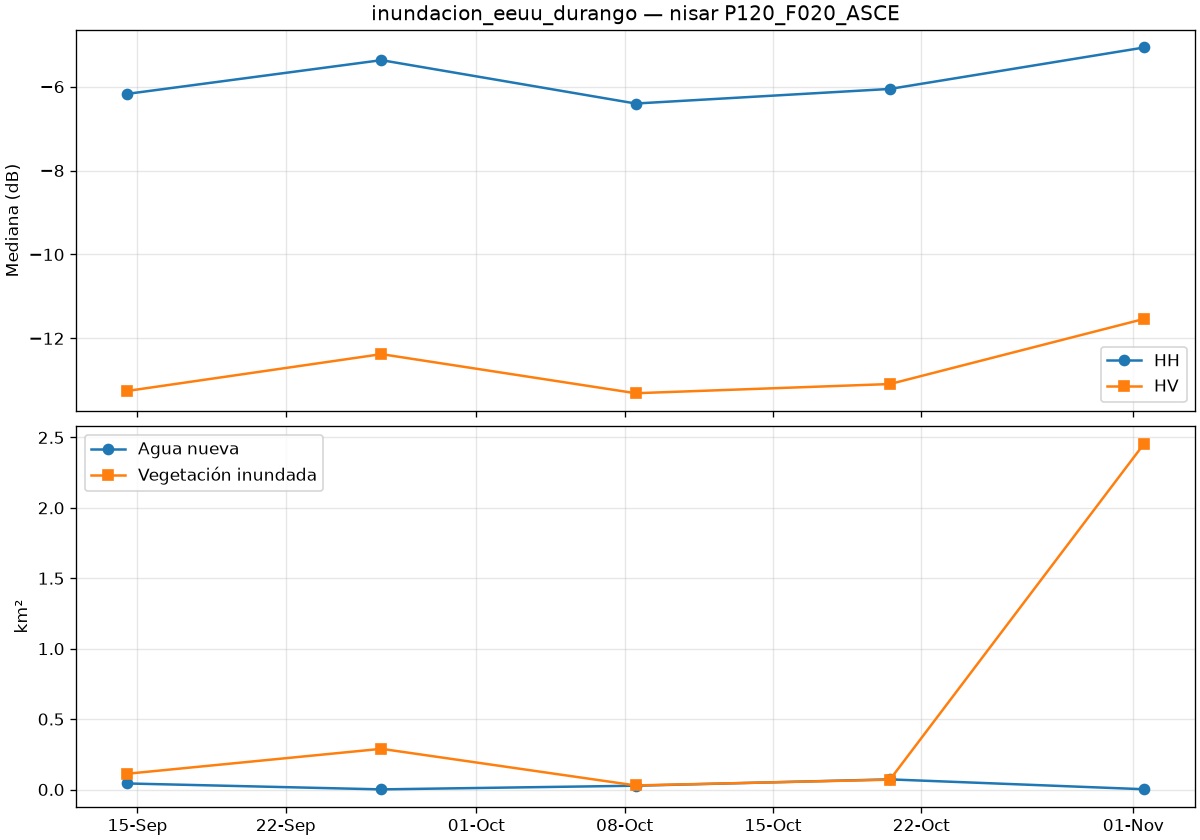 inundacion_eeuu_durango — nisar P120_F020_ASCE
Mediana (dB)
−6
−8
−10
−12
HH
HV
Agua nueva
Vegetación inundada
km²
2.5
2.0
1.5
1.0
0.5
0.0
15-Sep 22-Sep 01-Oct 08-Oct 15-Oct 22-Oct 01-Nov